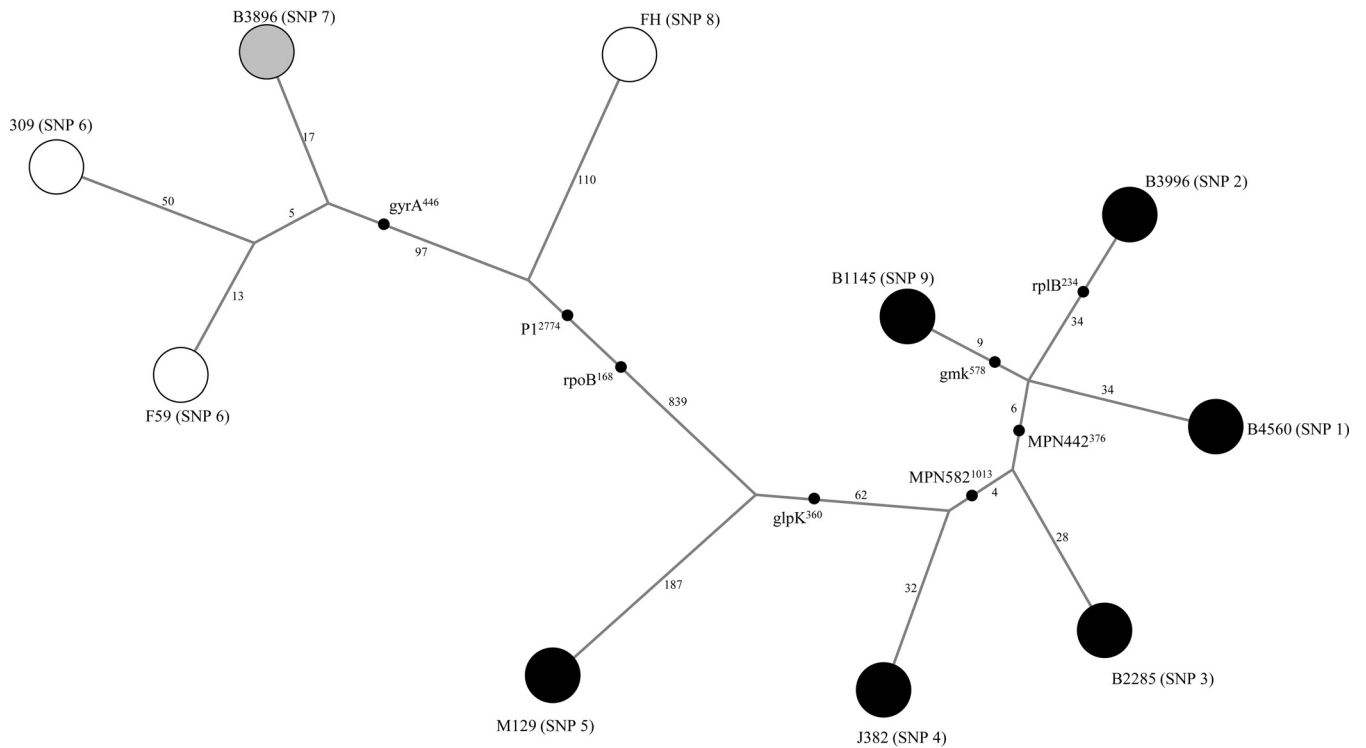 B3896 (SNP 7)
FH (SNP 8)
309 (SNP 6)
17
110
50
5
gyrA⁴⁴⁶
B3996 (SNP 2)
97
B1145 (SNP 9)
rplB²³⁴
13
P1²⁷⁷⁴
34
9
gmk⁵⁷⁸
rpoB¹⁶⁸
34
839
F59 (SNP 6)
6
B4560 (SNP 1)
MPN442³⁷⁶
MPN582¹⁰¹³
62
4
glpK³⁶⁰
28
187
32
B2285 (SNP 3)
M129 (SNP 5)
J382 (SNP 4)